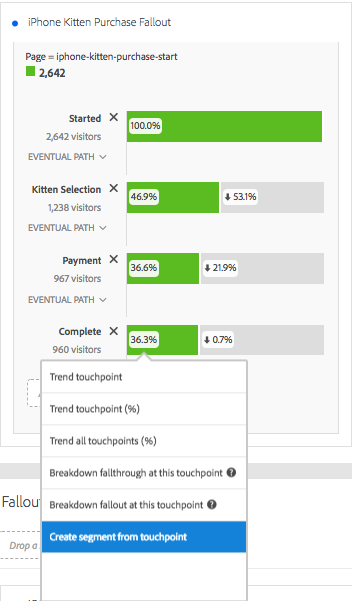 iPhone Kitten Purchase Fallout
Page = iphone-kitten-purchase-start
2,642
Started
100.0%
2,642 visitors
EVENTUAL PATH
Kitten Selection
46.9%
53.1%
1,238 visitors
EVENTUAL PATH
Payment
36.6%
21.9%
967 visitors
EVENTUAL PATH
Complete
36.3%
0.7%
960 visitors
Trend touchpoint
Trend touchpoint (%)
Trend all touchpoints (%)
Breakdown fallthrough at this touchpoint ?
Breakdown fallout at this touchpoint ?
Create segment from touchpoint
Fallou
Drop a